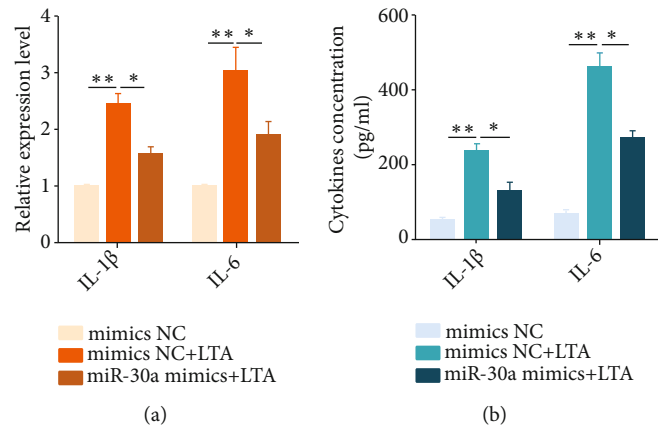 (a)
Relative expression level
4
3
2
1
0
** *
** *
IL-1β
IL-6
mimics NC
mimics NC+LTA
miR-30a mimics+LTA
(b)
Cytokines concentration
(pg/ml)
600
400
200
0
** *
** *
IL-1β
IL-6
mimics NC
mimics NC+LTA
miR-30a mimics+LTA